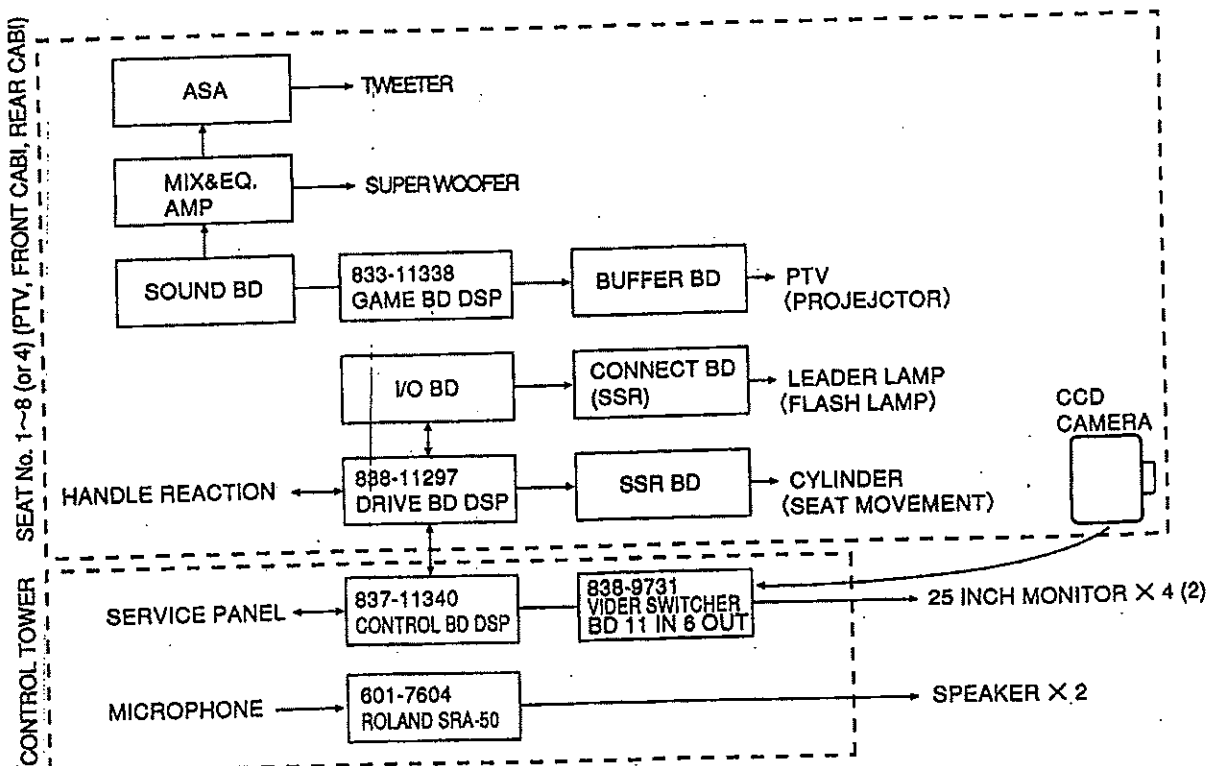 SEAT No. 1~8 (or 4) (PTV, FRONT CABI, REAR CABI)
ASA
TWEETER
MIX&EQ.
AMP
SUPER WOOFER
SOUND BD
833-11338
GAME BD DSP
BUFFER BD
PTV
(PROJEJCTOR)
I/O BD
CONNECT BD
(SSR)
LEADER LAMP
(FLASH LAMP)
CCD
CAMERA
HANDLE REACTION
838-11297
DRIVE BD DSP
SSR BD
CYLINDER
(SEAT MOVEMENT)
CONTROL TOWER
SERVICE PANEL
837-11340
CONTROL BD DSP
838-9731
VIDER SWITCHER
BD 11 IN 6 OUT
25 INCH MONITOR × 4 (2)
MICROPHONE
601-7604
ROLAND SRA-50
SPEAKER × 2